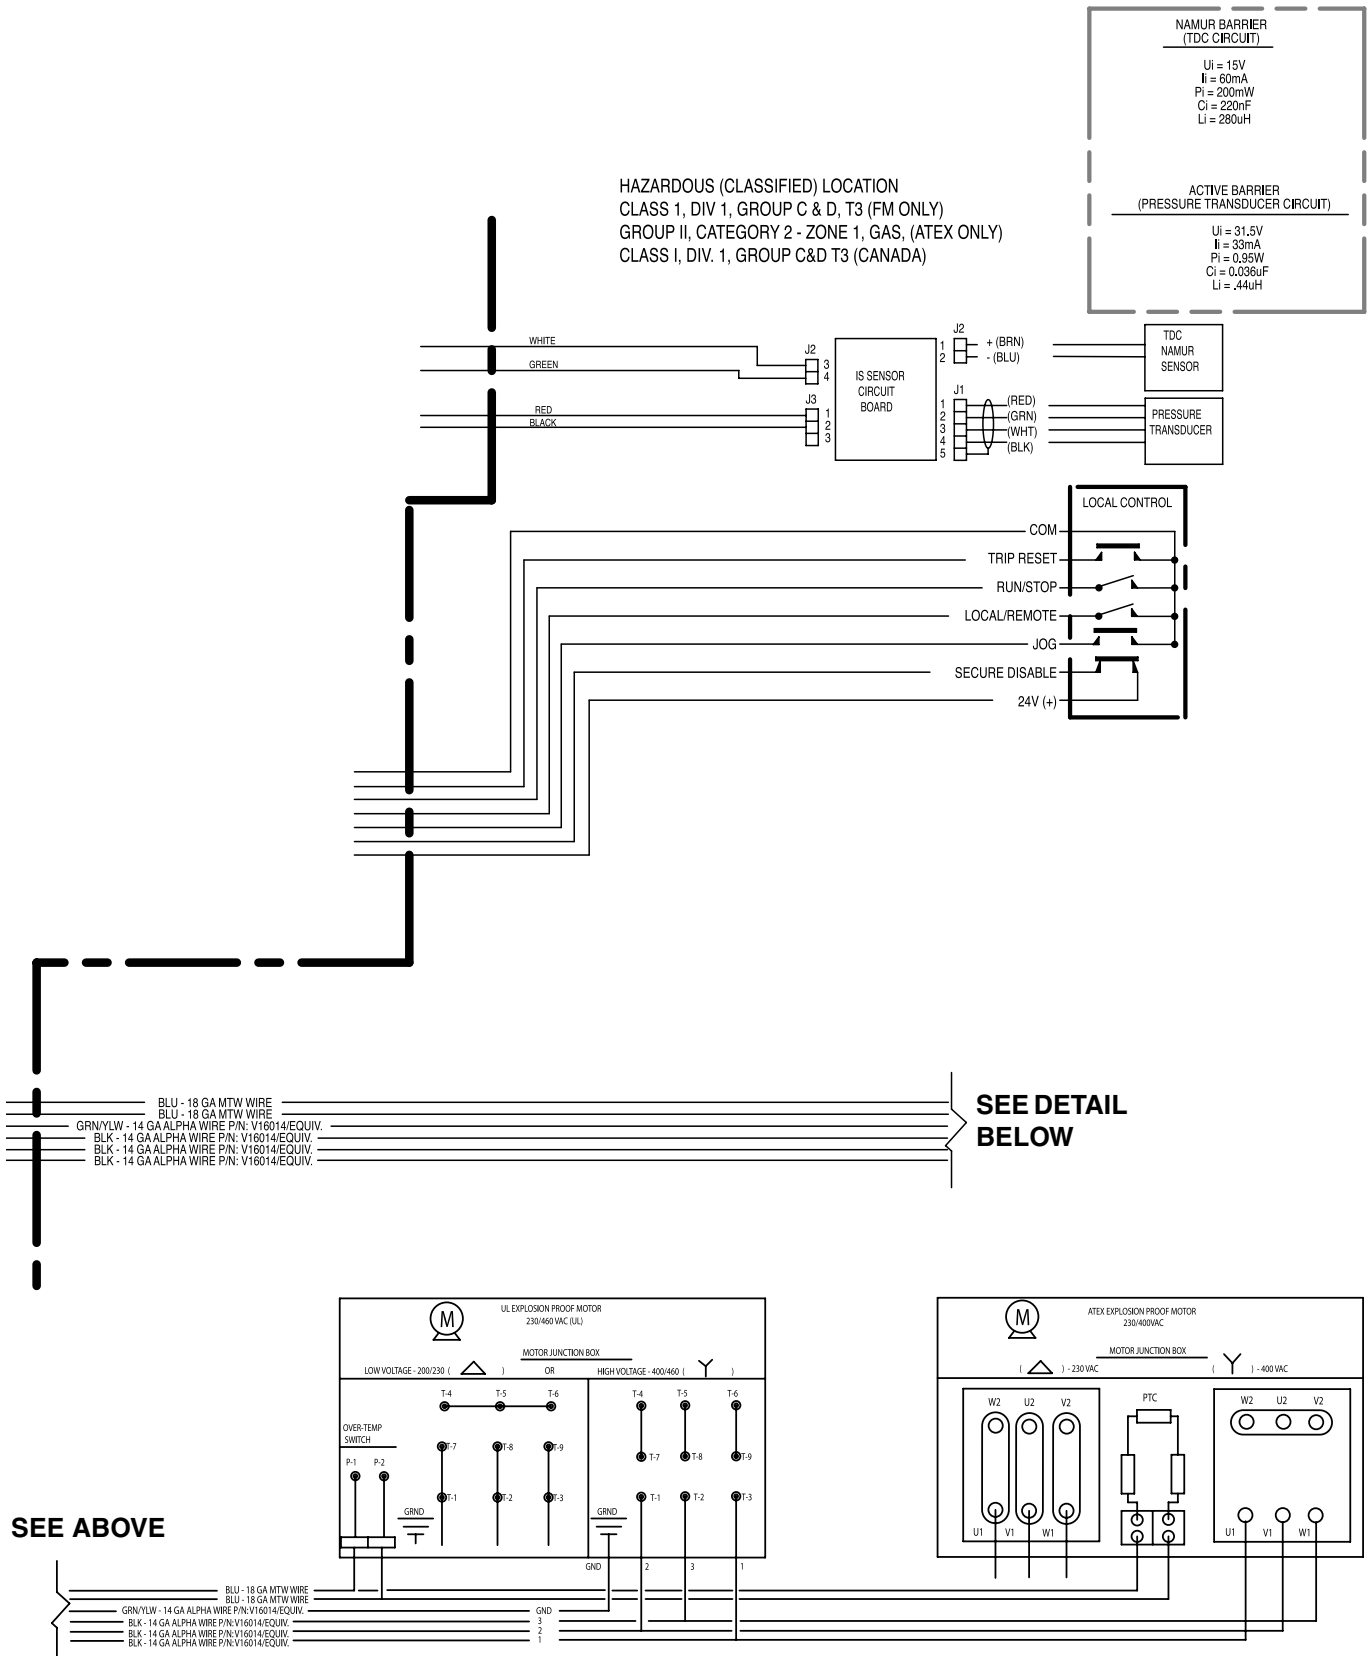 NAMUR BARRIER
(TDC CIRCUIT)
Ui = 15V
Ii = 60mA
Pi = 200mW
Ci = 220nF
Li = 280uH
ACTIVE BARRIER
(PRESSURE TRANSDUCER CIRCUIT)
Ui = 31.5V
Ii = 33mA
Pi = 0.95W
Ci = 0.036uF
Li = .44uH
HAZARDOUS (CLASSIFIED) LOCATION
CLASS 1, DIV 1, GROUP C & D, T3 (FM ONLY)
GROUP II, CATEGORY 2 - ZONE 1, GAS, (ATEX ONLY)
CLASS I, DIV. 1, GROUP C&D T3 (CANADA)
WHITE
GREEN
RED
BLACK
J2
3
4
J3
1
2
3
IS SENSOR
CIRCUIT
BOARD
J2
1
2
+ (BRN)
- (BLU)
J1
1
2
3
4
5
(RED)
(GRN)
(WHT)
(BLK)
TDC
NAMUR
SENSOR
PRESSURE
TRANSDUCER
LOCAL CONTROL
COM
TRIP RESET
RUN/STOP
LOCAL/REMOTE
JOG
SECURE DISABLE
24V (+)
BLU - 18 GA MTW WIRE
BLU - 18 GA MTW WIRE
GRN/YLW - 14 GA ALPHA WIRE P/N: V16014/EQUIV.
BLK - 14 GA ALPHA WIRE P/N: V16014/EQUIV.
BLK - 14 GA ALPHA WIRE P/N: V16014/EQUIV.
BLK - 14 GA ALPHA WIRE P/N: V16014/EQUIV.
SEE DETAIL
BELOW
M
UL EXPLOSION PROOF MOTOR
230/460 VAC (UL)
MOTOR JUNCTION BOX
LOW VOLTAGE - 200/230 ( ) OR HIGH VOLTAGE - 400/460 ( )
T-4 T-5 T-6
T-7 T-8 T-9
T-1 T-2 T-3
OVER-TEMP
SWITCH
P-1 P-2
GRND
T-4 T-5 T-6
T-7 T-8 T-9
T-1 T-2 T-3
GRND
GND 2 3 1
M
ATEX EXPLOSION PROOF MOTOR
230/400VAC
MOTOR JUNCTION BOX
( ) - 230 VAC ( ) - 400 VAC
W2 U2 V2
U1 V1 W1
PTC
W2 U2 V2
U1 V1 W1
SEE ABOVE
BLU - 18 GA MTW WIRE
BLU - 18 GA MTW WIRE
GRN/YLW - 14 GA ALPHA WIRE P/N: V16014/EQUIV. GND
BLK - 14 GA ALPHA WIRE P/N: V16014/EQUIV. 3
BLK - 14 GA ALPHA WIRE P/N: V16014/EQUIV. 2
BLK - 14 GA ALPHA WIRE P/N: V16014/EQUIV. 1